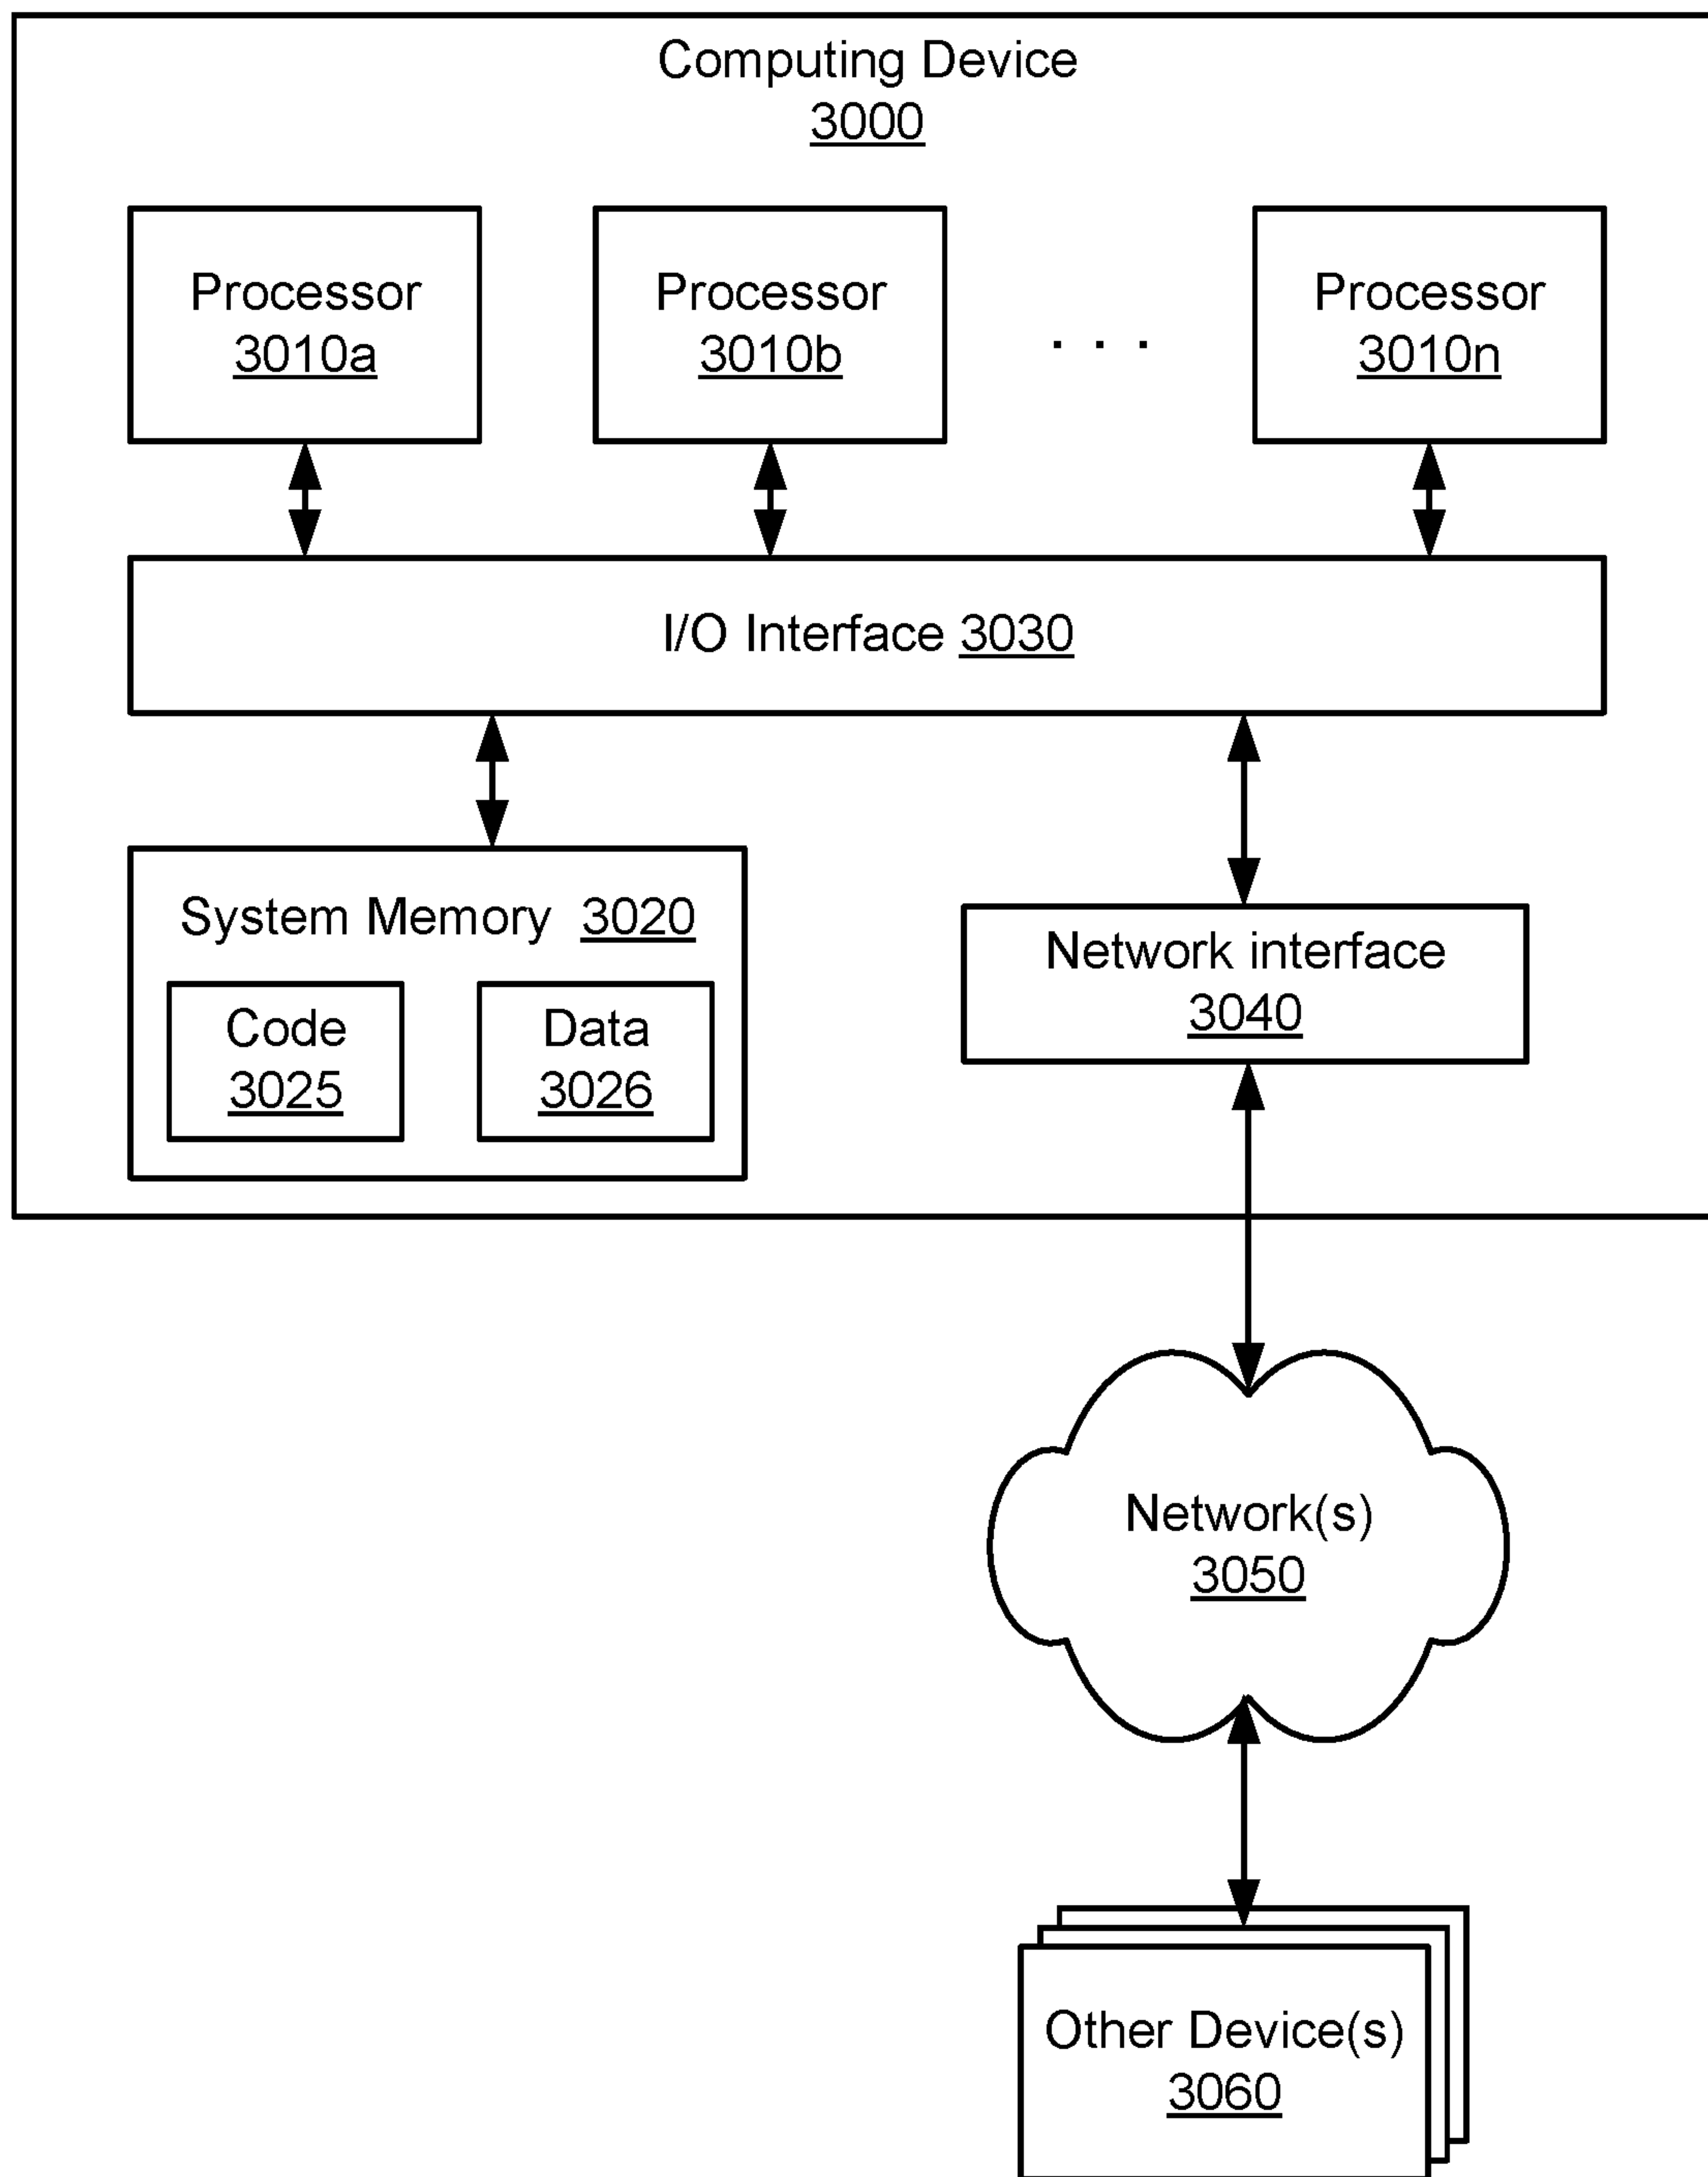 Computing Device
3000
Processor
3010a
Processor
3010b
. . .
Processor
3010n
I/O Interface 3030
System Memory 3020
Code
3025
Data
3026
Network interface
3040
Network(s)
3050
Other Device(s)
3060